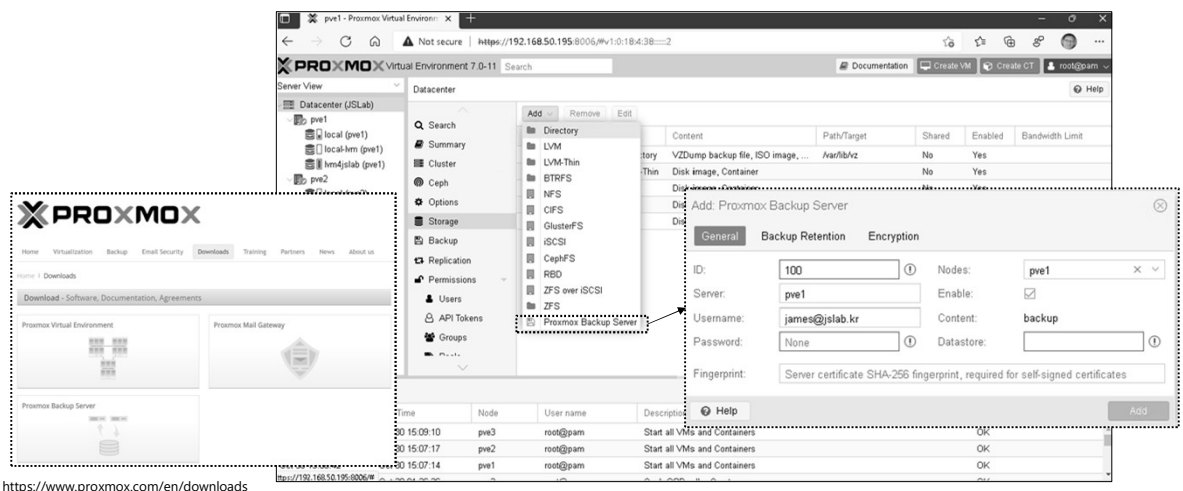 pve1 - Proxmox Virtual Environm
Not secure https://192.168.50.195:8006/#v1:0:18:4:38:::::2
PROXMOX Virtual Environment 7.0-11 Search Documentation Create VM Create CT root@pam
Server View
Datacenter Help
Datacenter (JSLab)
pve1
local (pve1)
local-lvm (pve1)
lvm4jslab (pve1)
pve2
Search
Summary
Cluster
Ceph
Options
Storage
Backup
Replication
Permissions
Users
API Tokens
Groups
Add Remove Edit
Directory
LVM
LVM-Thin
BTRFS
NFS
CIFS
GlusterFS
iSCSI
CephFS
RBD
ZFS over iSCSI
ZFS
Proxmox Backup Server
Content Path/Target Shared Enabled Bandwidth Limit
VZDump backup file, ISO image, ... /var/lib/vz No Yes
-Thin Disk image, Container No Yes
Disk image, Container No Yes
PROXMOX
Home Virtualization Backup Email Security Downloads Training Partners News About us
Home Downloads
Download - Software, Documentation, Agreements
Proxmox Virtual Environment Proxmox Mail Gateway
Proxmox Backup Server
Add: Proxmox Backup Server
General Backup Retention Encryption
ID: 100 Nodes: pve1
Server: pve1 Enable:
Username: james@jslab.kr Content: backup
Password: None Datastore:
Fingerprint: Server certificate SHA-256 fingerprint, required for self-signed certificates
Help Add
Time Node User name Description
15:09:10 pve3 root@pam Start all VMs and Containers OK
15:07:17 pve2 root@pam Start all VMs and Containers OK
15:07:14 pve1 root@pam Start all VMs and Containers OK
https://www.proxmox.com/en/downloads